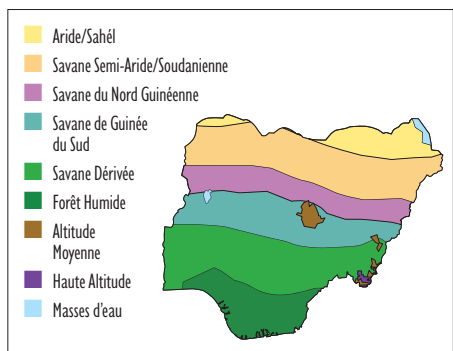 Aride/Sahél
Savane Semi-Aride/Soudanienne
Savane du Nord Guinéenne
Savane de Guinée
du Sud
Savane Dérivée
Forêt Humide
Altitude
Moyenne
Haute Altitude
Masses d'eau